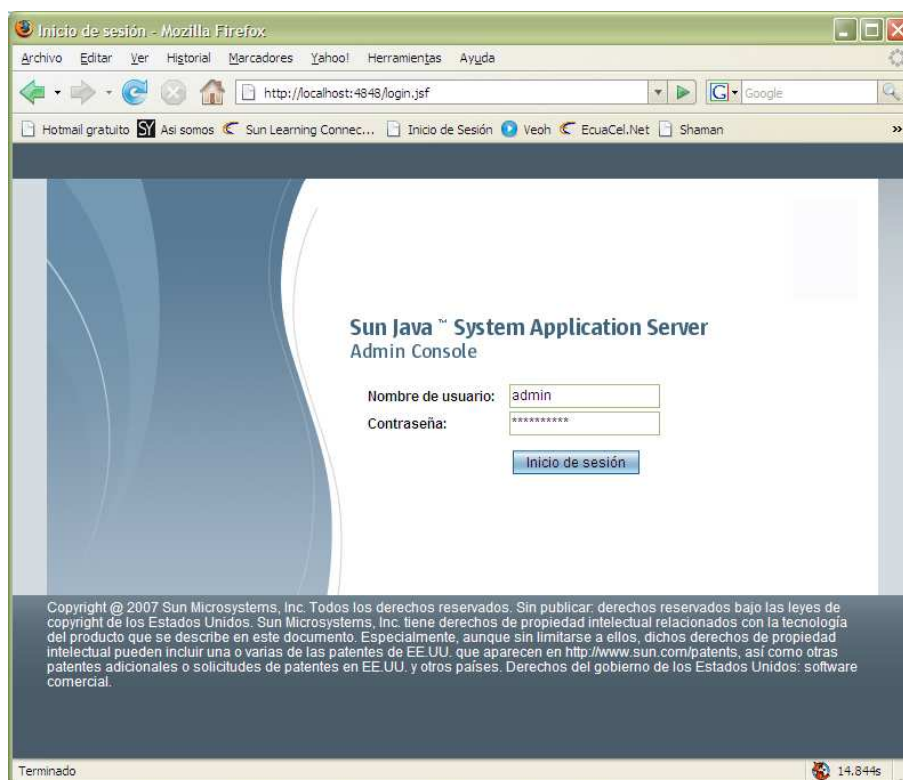 Inicio de sesión - Mozilla Firefox
Archivo Editar Ver Historial Marcadores Yahoo! Herramientas Ayuda
http://localhost:4848/login.jsf G Google
Hotmail gratuito SY Asi somos Sun Learning Connec... Inicio de Sesión Veoh EcuaCel.Net Shaman »
Sun Java ™ System Application Server
Admin Console
Nombre de usuario: admin
Contraseña: **********
Inicio de sesión
Copyright @ 2007 Sun Microsystems, Inc. Todos los derechos reservados. Sin publicar: derechos reservados bajo las leyes de
copyright de los Estados Unidos. Sun Microsystems, Inc. tiene derechos de propiedad intelectual relacionados con la tecnología
del producto que se describe en este documento. Especialmente, aunque sin limitarse a ellos, dichos derechos de propiedad
intelectual pueden incluir una o varias de las patentes de EE.UU. que aparecen en http://www.sun.com/patents, así como otras
patentes adicionales o solicitudes de patentes en EE.UU. y otros países. Derechos del gobierno de los Estados Unidos: software
comercial.
Terminado 14.844s